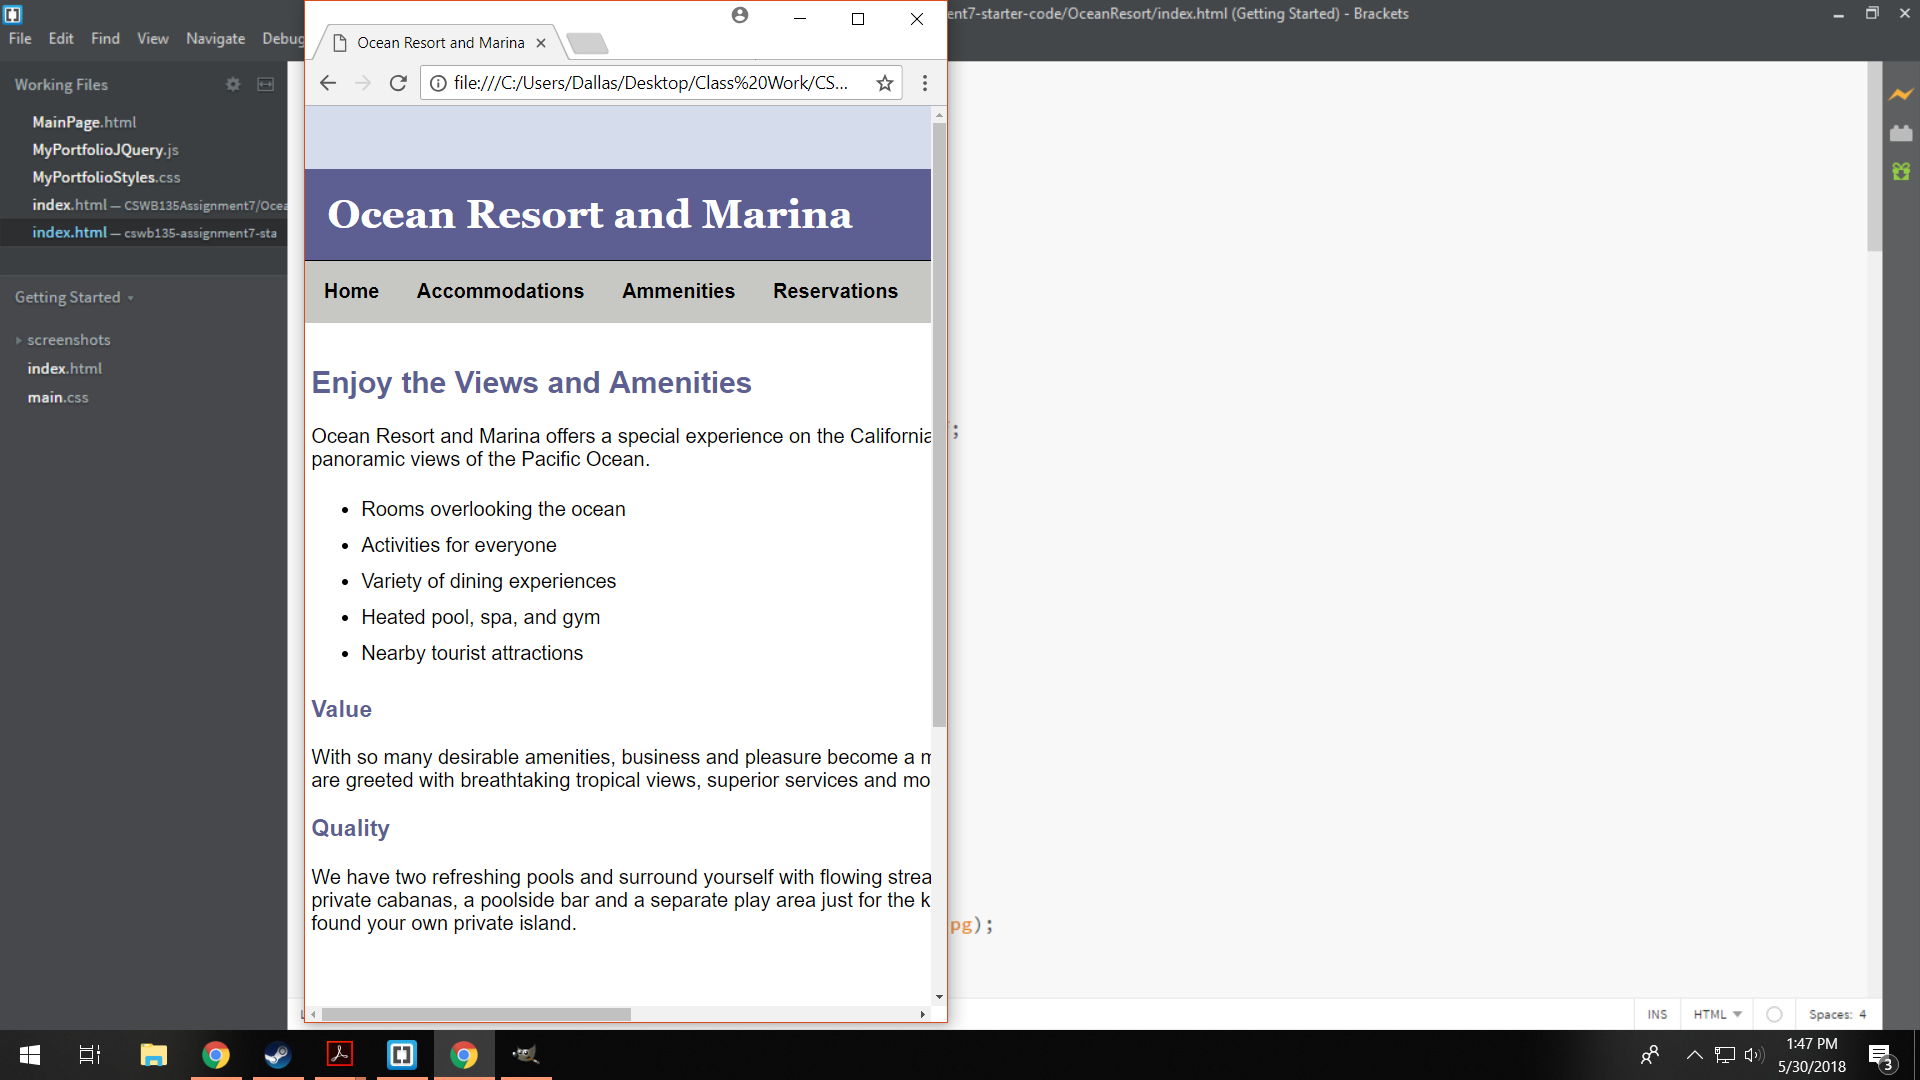 ent7-starter-code/OceanResort/index.html (Getting Started) - Brackets
File Edit Find View Navigate Debug
Working Files
MainPage.html
MyPortfolioJQuery.js
MyPortfolioStyles.css
index.html — CSWB135Assignment7/Ocea
index.html — cswb135-assignment7-sta
Getting Started
screenshots
index.html
main.css
Ocean Resort and Marina
file:///C:/Users/Dallas/Desktop/Class%20Work/CS...
Ocean Resort and Marina
Home Accommodations Ammenities Reservations
Enjoy the Views and Amenities
Ocean Resort and Marina offers a special experience on the California
panoramic views of the Pacific Ocean.
• Rooms overlooking the ocean
• Activities for everyone
• Variety of dining experiences
• Heated pool, spa, and gym
• Nearby tourist attractions
Value
With so many desirable amenities, business and pleasure become a m
are greeted with breathtaking tropical views, superior services and mo
Quality
We have two refreshing pools and surround yourself with flowing strea
private cabanas, a poolside bar and a separate play area just for the k
found your own private island.
;
pg);
INS HTML Spaces: 4
1:47 PM
5/30/2018
3